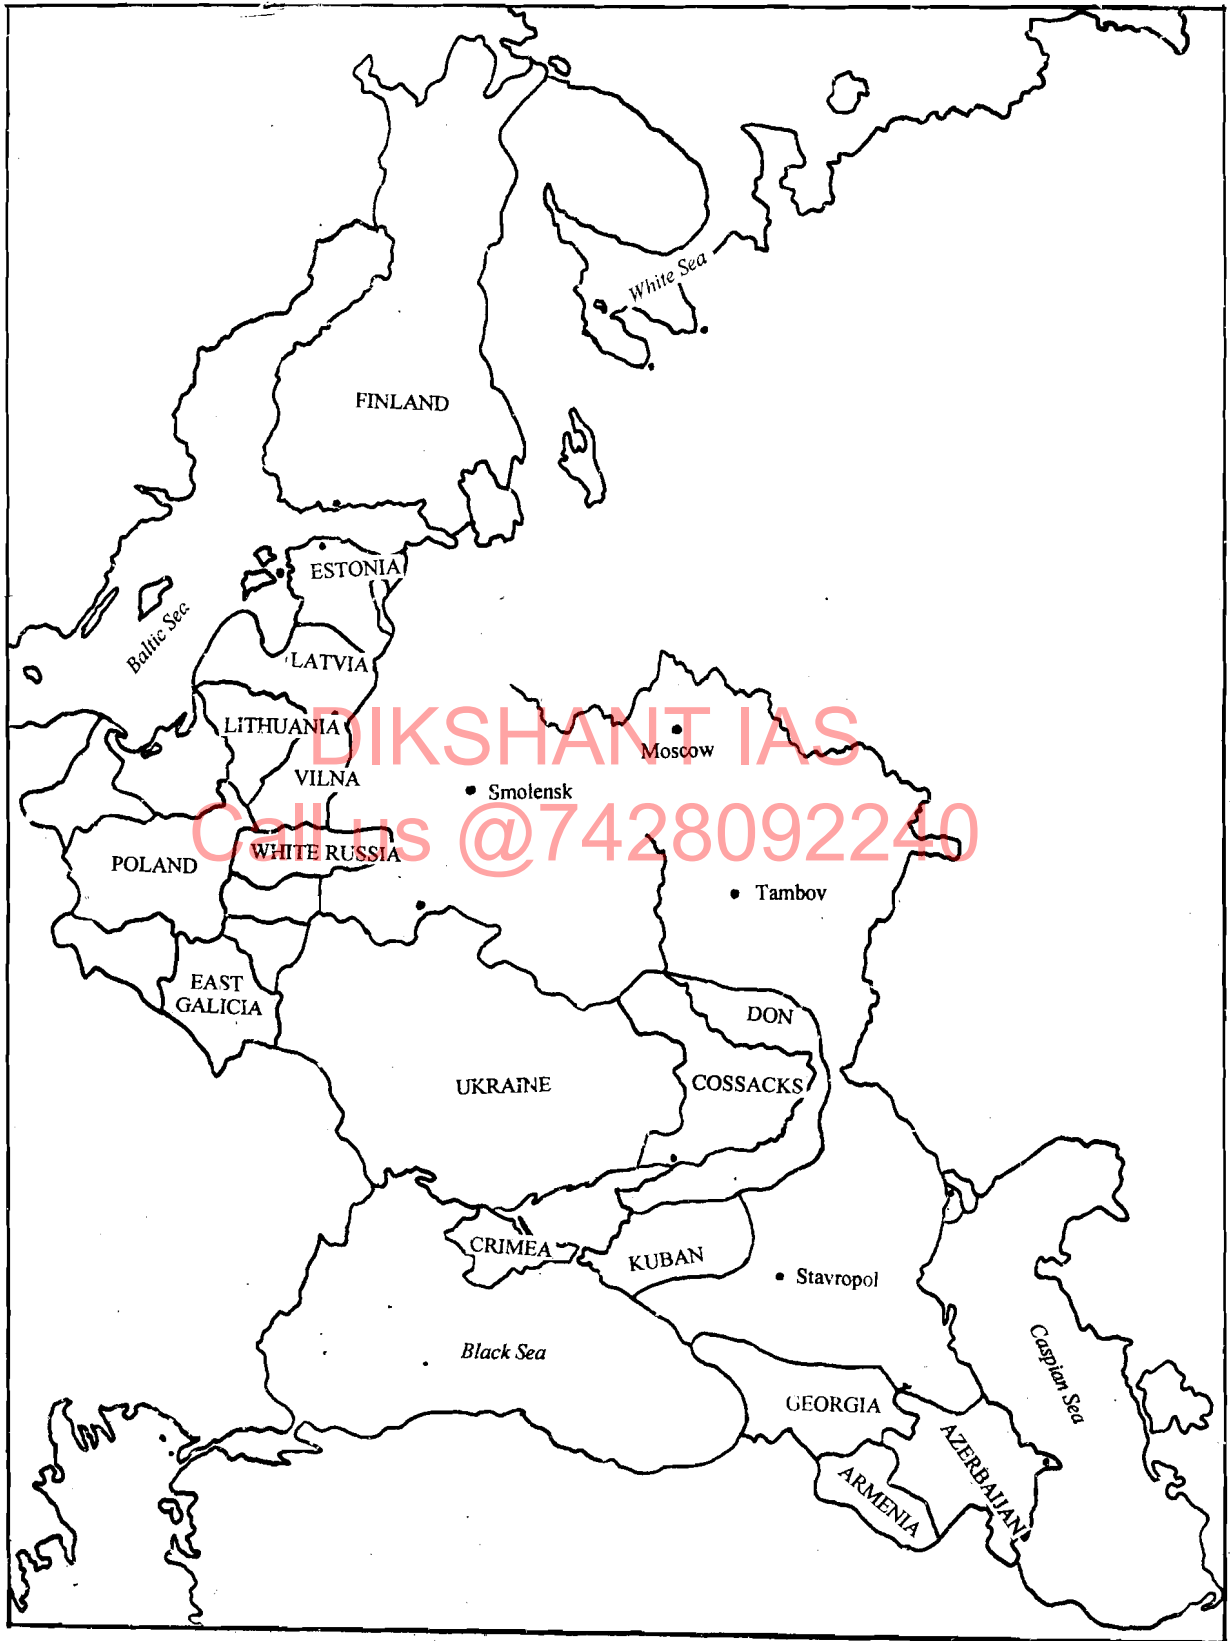 White Sea
FINLAND
ESTONIA
Baltic Sea
LATVIA
LITHUANIA
DIKSHANT IAS
Moscow
VILNA
Smolensk
Call us @7428092240
WHITE RUSSIA
POLAND
Tambov
EAST
GALICIA
DON
UKRAINE
COSSACKS
CRIMEA
KUBAN
Stavropol
Black Sea
Caspian Sea
GEORGIA
AZERBAIJAN
ARMENIA